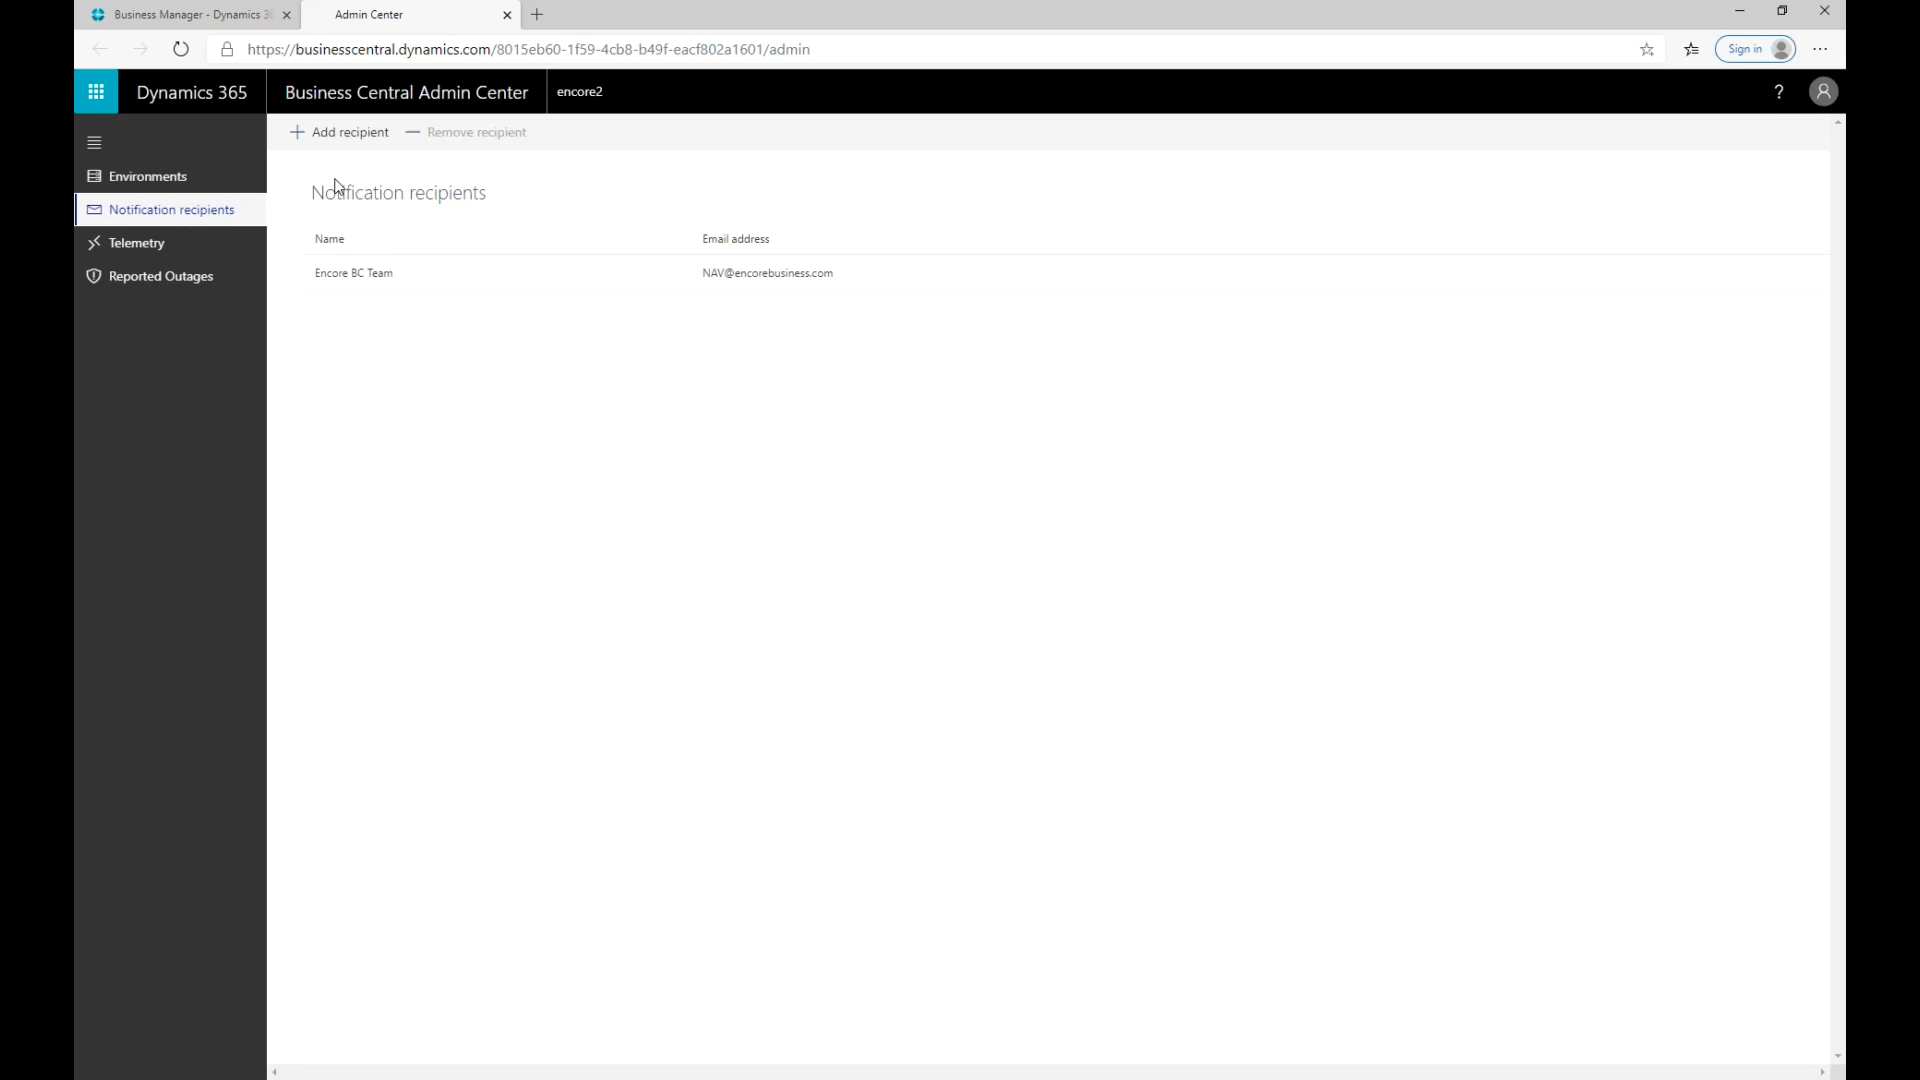 Business Manager - Dynamics 36
Admin Center
https://businesscentral.dynamics.com/8015eb60-1f59-4cb8-b49f-eacf802a1601/admin
Sign in
Dynamics 365
Business Central Admin Center
encore2
?
Add recipient
Remove recipient
Environments
Notification recipients
Telemetry
Reported Outages
Notification recipients
Name
Email address
Encore BC Team
NAV@encorebusiness.com